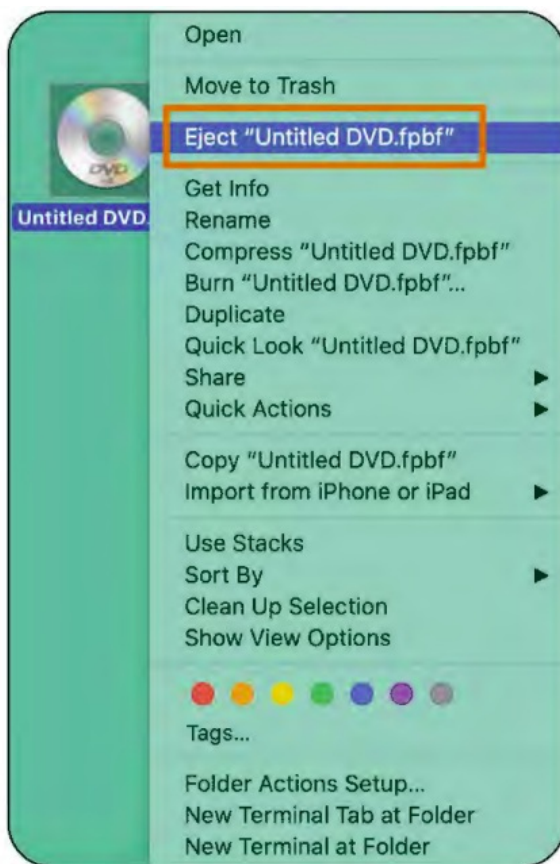 Open
Move to Trash
Eject “Untitled DVD.fpbf”
DVD
Untitled DVD.
Get Info
Rename
Compress “Untitled DVD.fpbf”
Burn “Untitled DVD.fpbf”...
Duplicate
Quick Look “Untitled DVD.fpbf”
Share
Quick Actions
Copy “Untitled DVD.fpbf”
Import from iPhone or iPad
Use Stacks
Sort By
Clean Up Selection
Show View Options
Tags...
Folder Actions Setup...
New Terminal Tab at Folder
New Terminal at Folder